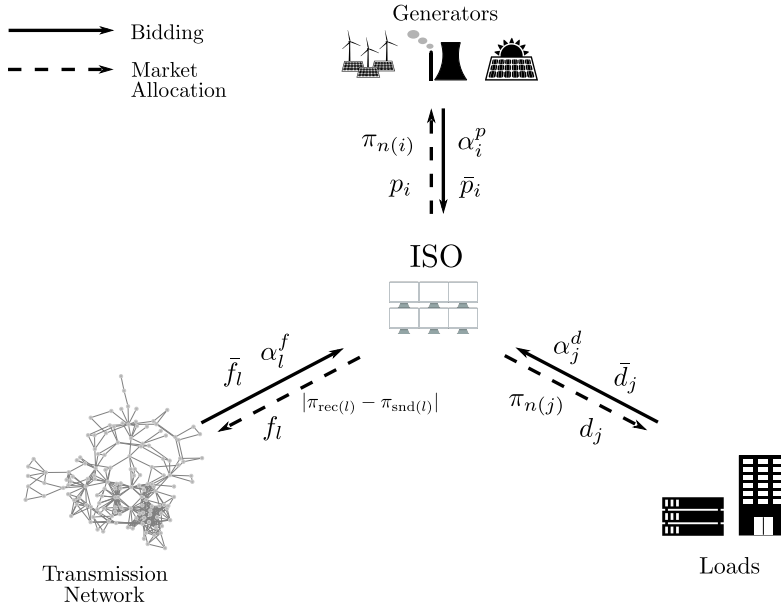 Generators
Bidding
Market
Allocation
π_{n(i)} α_i^p
p_i p̄_i
ISO
f̄_l α_l^f
|π_{rec(l)} − π_{snd(l)}|
f_l
α_j^d d̄_j
π_{n(j)}
d_j
Transmission
Network
Loads